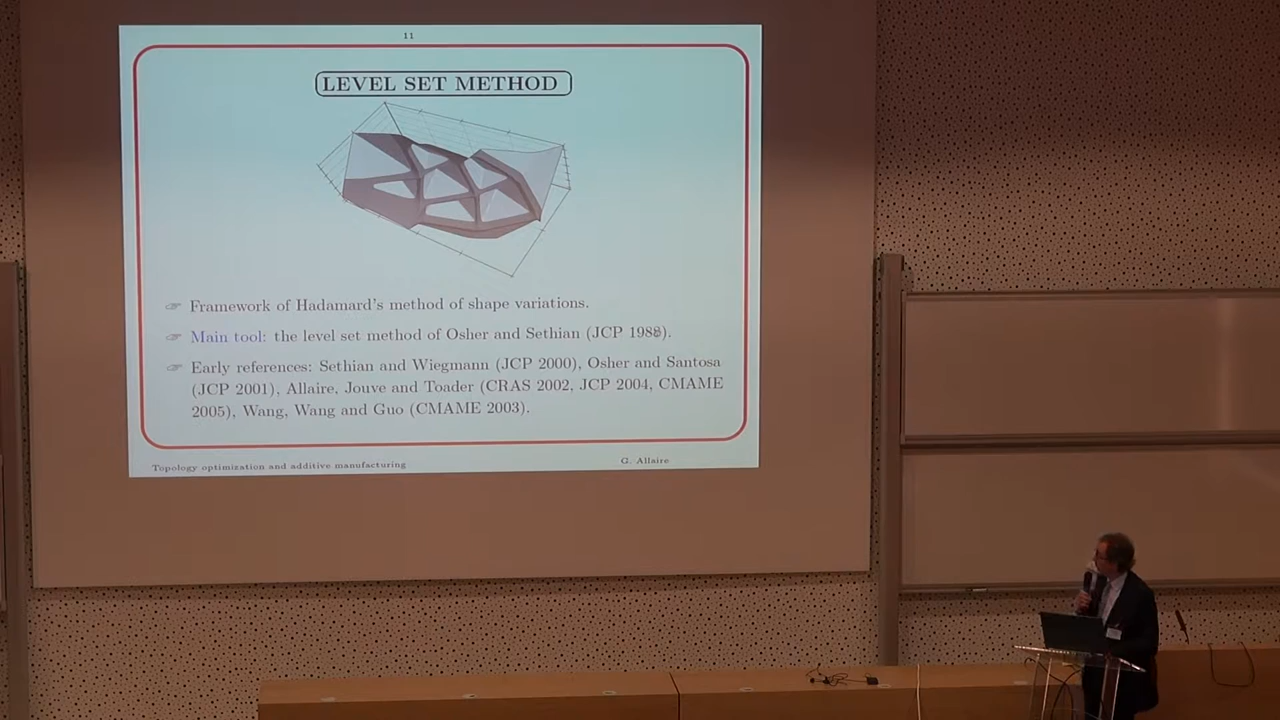 11
LEVEL SET METHOD
☞ Framework of Hadamard's method of shape variations.
☞ Main tool: the level set method of Osher and Sethian (JCP 1988).
☞ Early references: Sethian and Wiegmann (JCP 2000), Osher and Santosa
(JCP 2001), Allaire, Jouve and Toader (CRAS 2002, JCP 2004, CMAME
2005), Wang, Wang and Guo (CMAME 2003).
Topology optimization and additive manufacturing
G. Allaire